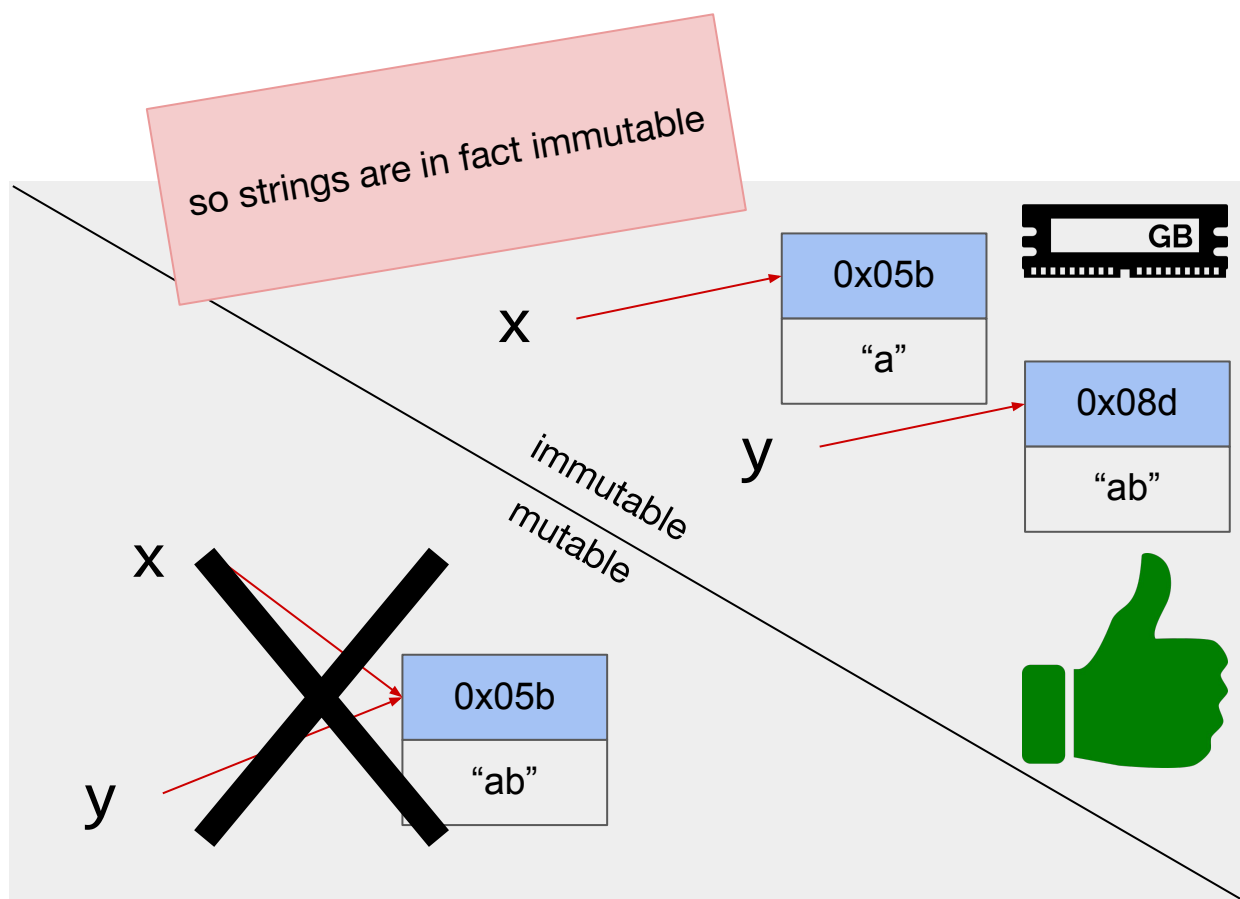 so strings are in fact immutable
GB
x
0x05b
“a”
y
0x08d
“ab”
immutable
mutable
x
0x05b
“ab”
y